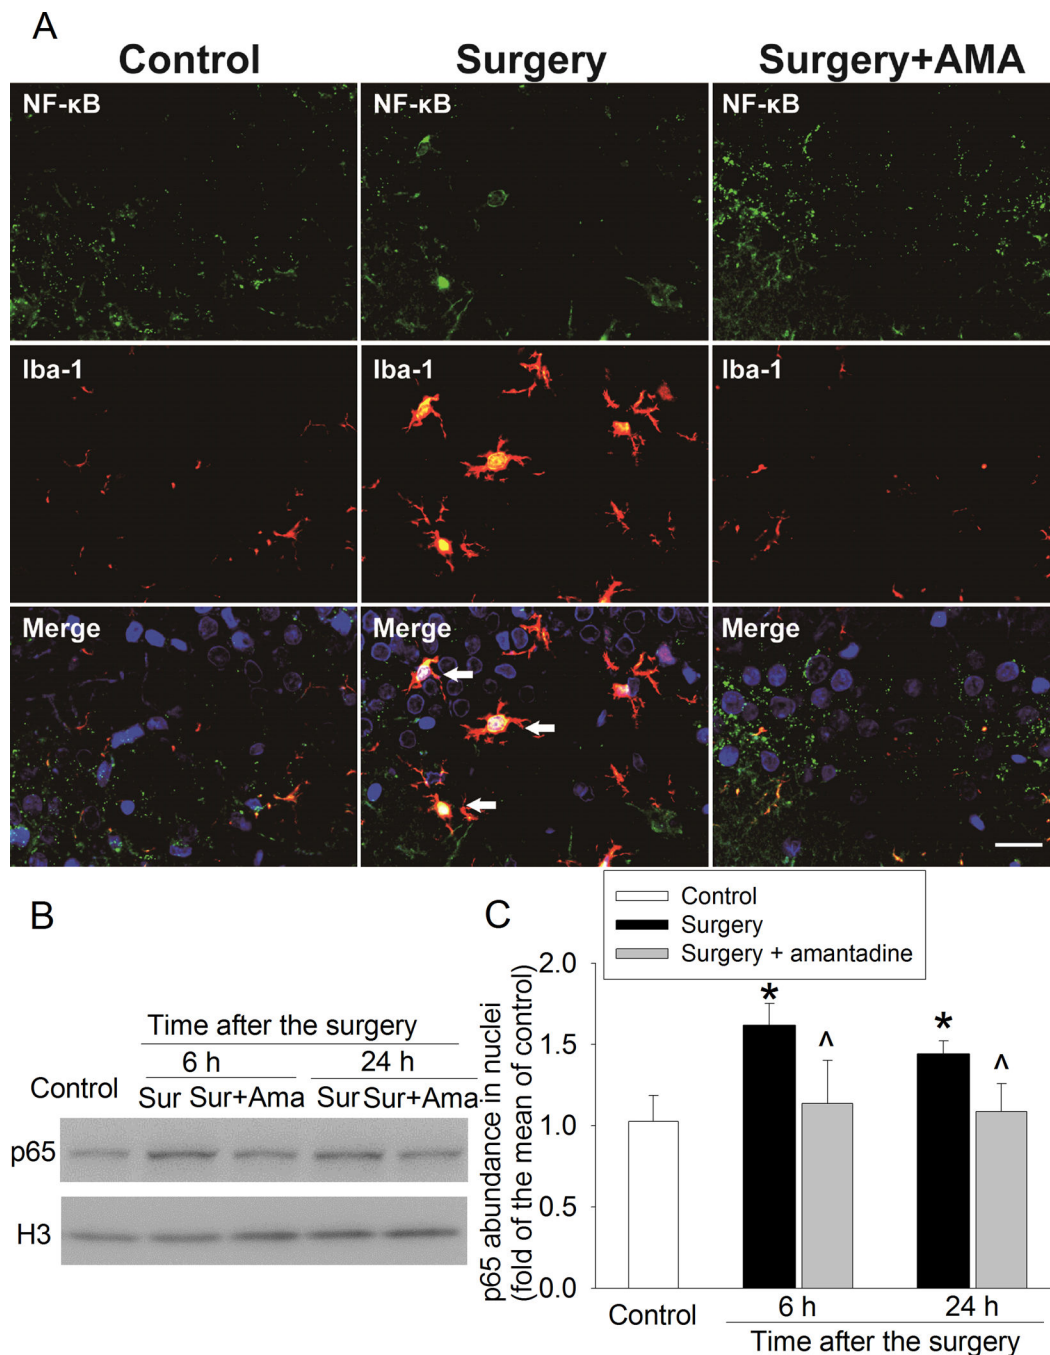 A
Control Surgery Surgery+AMA
NF-κB NF-κB NF-κB
Iba-1 Iba-1 Iba-1
Merge Merge Merge
B
Time after the surgery
6 h 24 h
Control Sur Sur+Ama Sur Sur+Ama
p65
H3
C
Control
Surgery
Surgery + amantadine
p65 abundance in nuclei
(fold of the mean of control)
2.0
1.5
1.0
0.5
0.0
* ^ * ^
Control 6 h 24 h
Time after the surgery